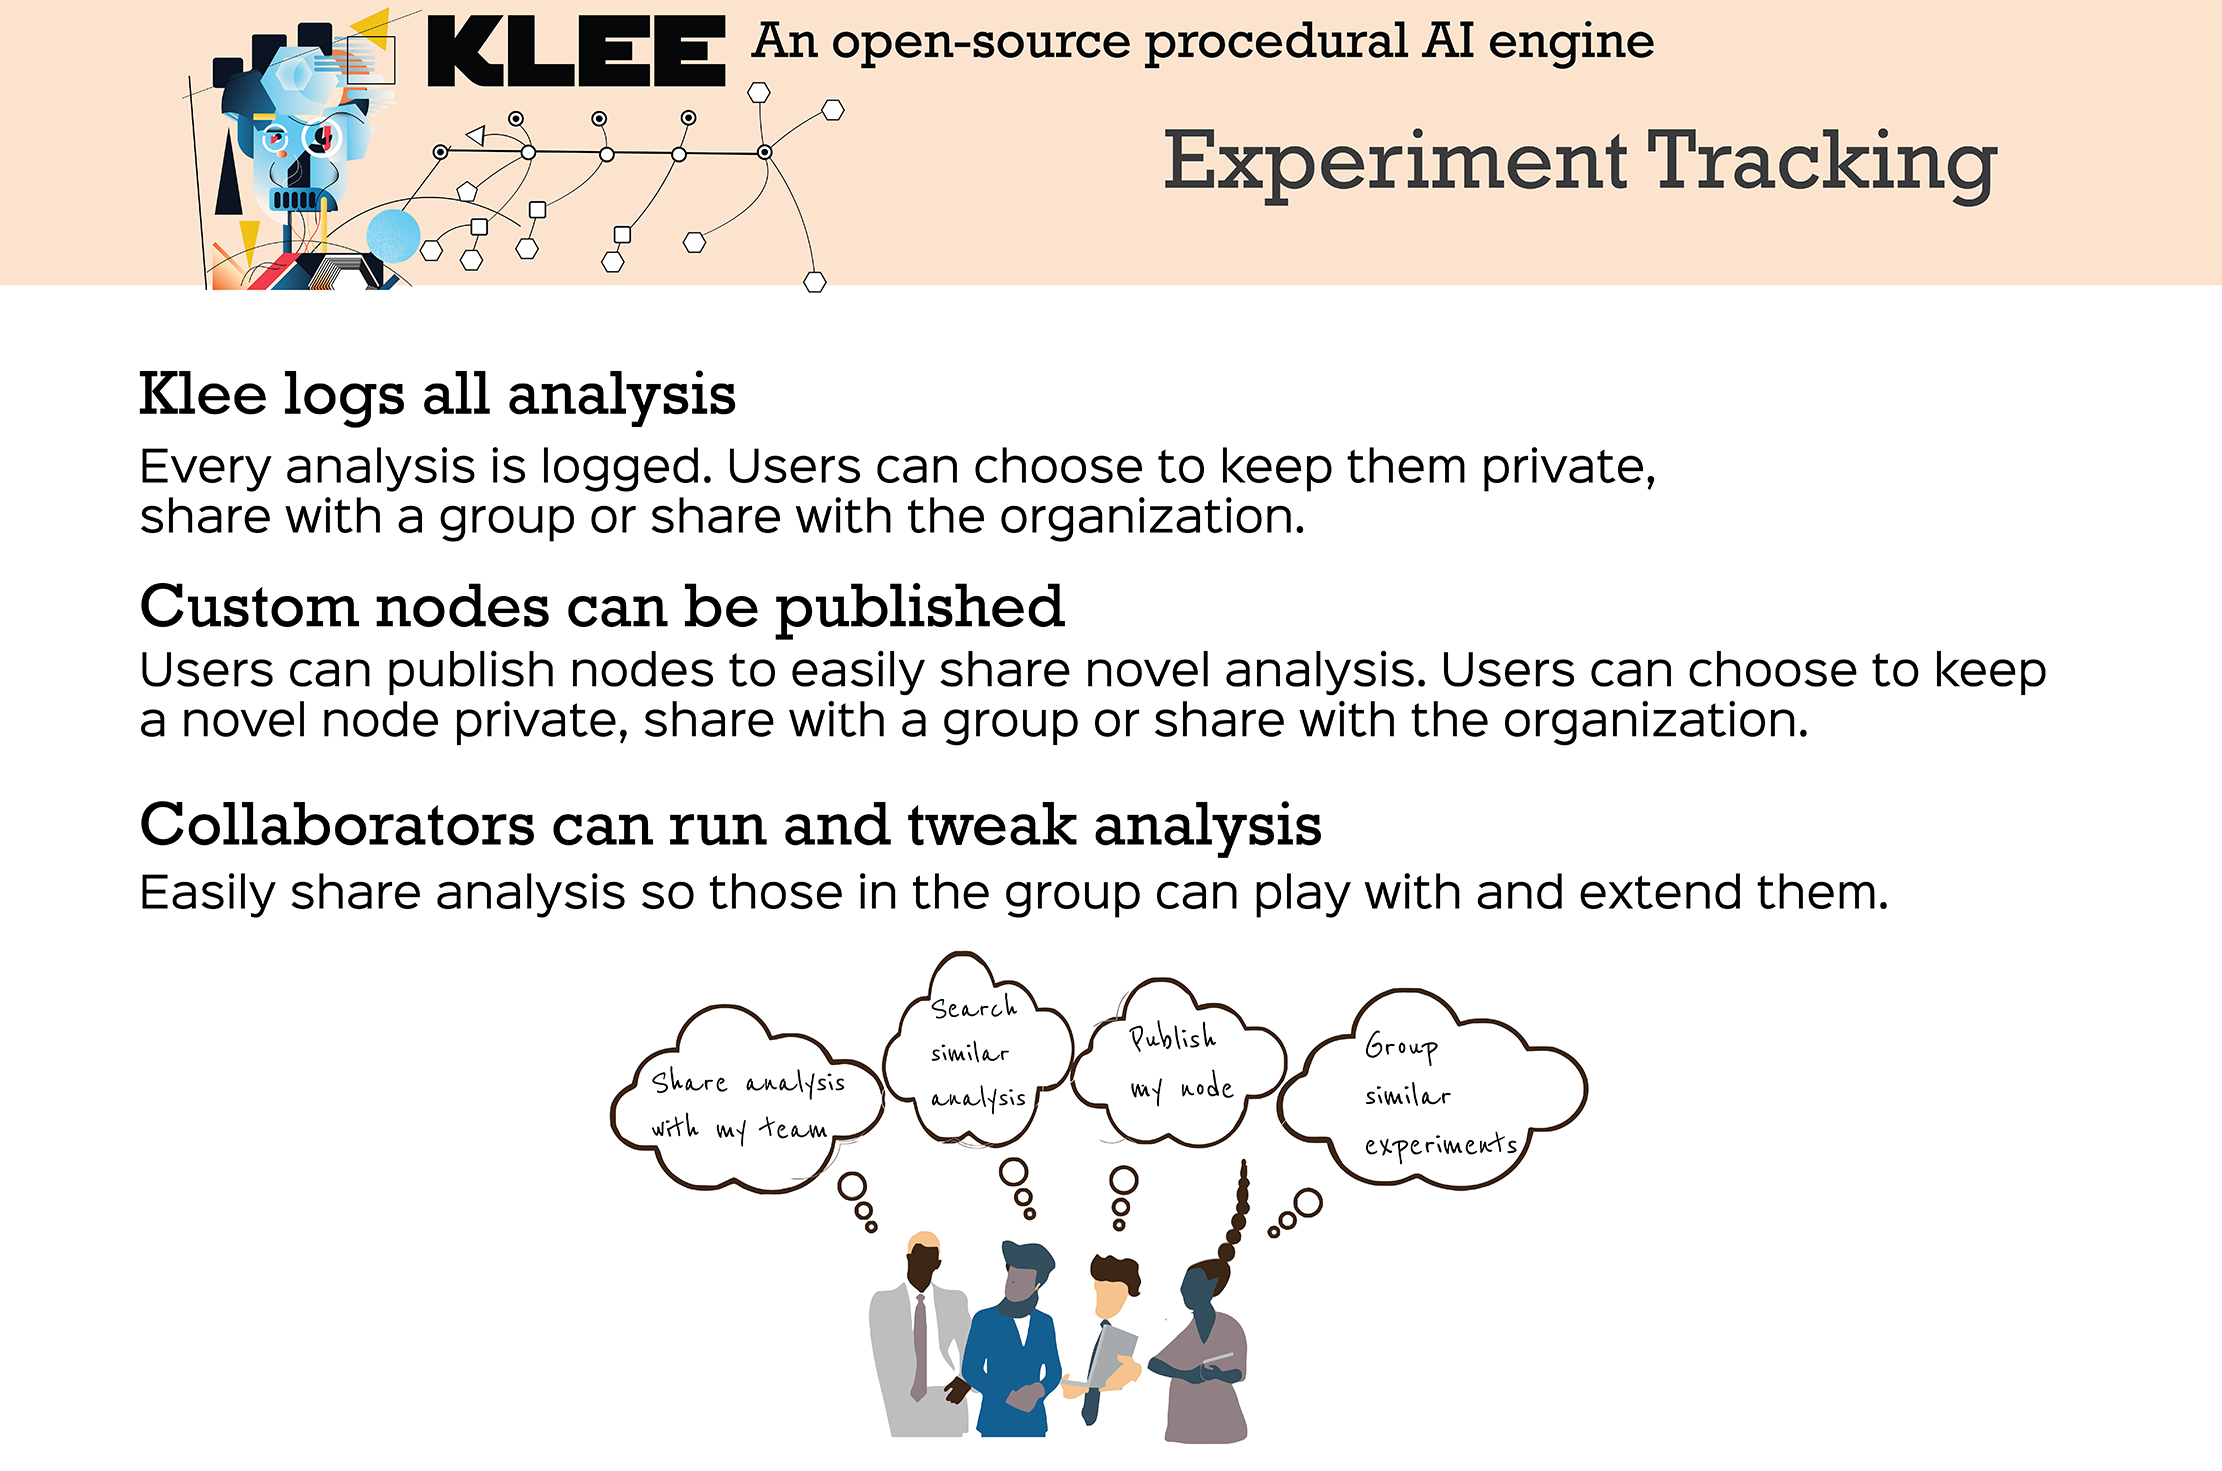 KLEE An open-source procedural AI engine
Experiment Tracking
Klee logs all analysis
Every analysis is logged. Users can choose to keep them private,
share with a group or share with the organization.
Custom nodes can be published
Users can publish nodes to easily share novel analysis. Users can choose to keep
a novel node private, share with a group or share with the organization.
Collaborators can run and tweak analysis
Easily share analysis so those in the group can play with and extend them.
Share analysis
with my team
Search
similar
analysis
Publish
my node
Group
similar
experiments